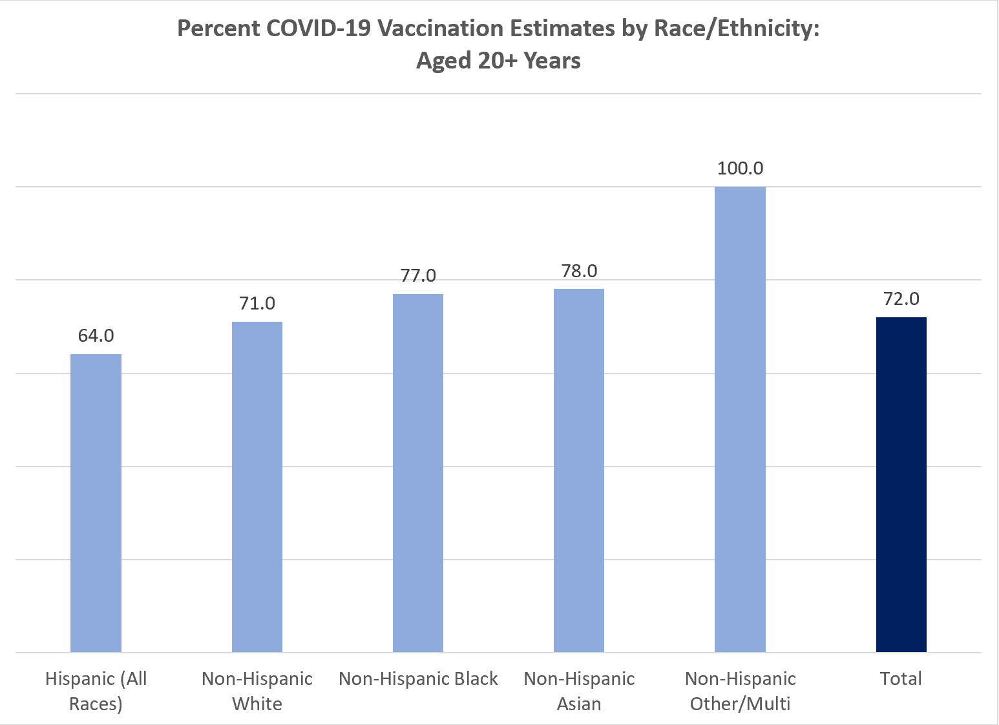 Percent COVID-19 Vaccination Estimates by Race/Ethnicity:
Aged 20+ Years
64.0
71.0
77.0
78.0
100.0
72.0
Hispanic (All
Races)
Non-Hispanic
White
Non-Hispanic Black
Non-Hispanic
Asian
Non-Hispanic
Other/Multi
Total